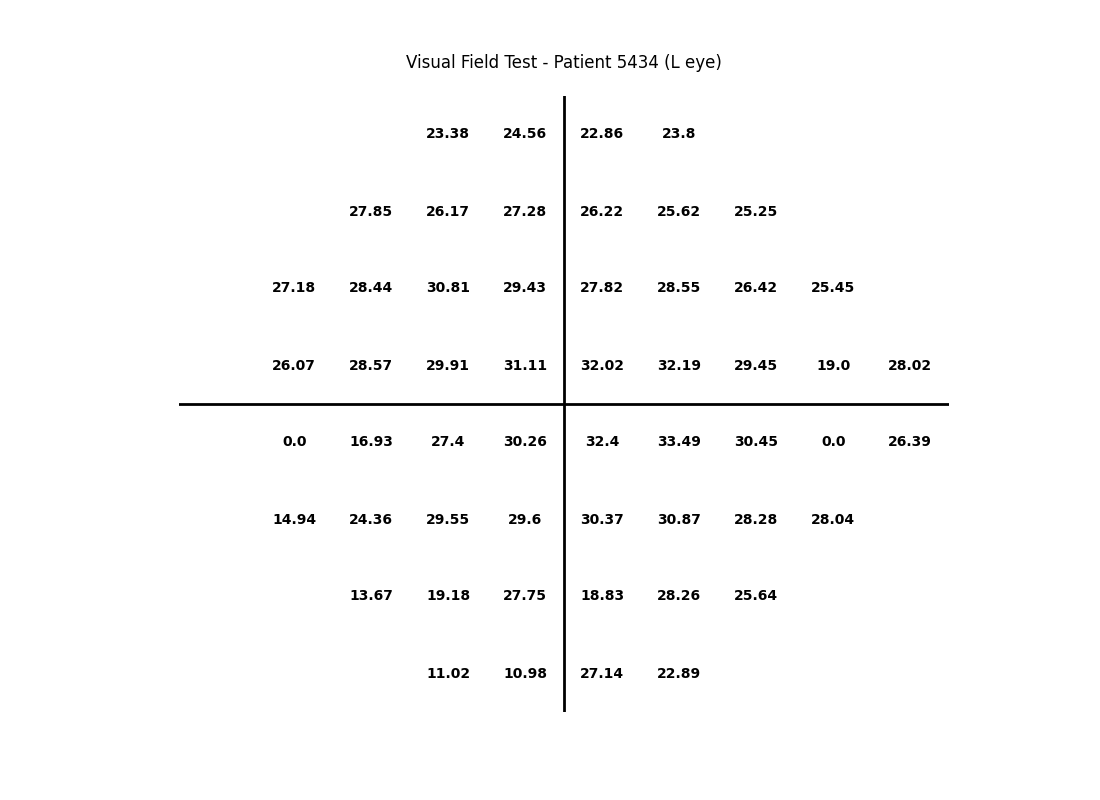 Visual Field Test - Patient 5434 (L eye)
23.38 24.56 22.86 23.8
27.85 26.17 27.28 26.22 25.62 25.25
27.18 28.44 30.81 29.43 27.82 28.55 26.42 25.45
26.07 28.57 29.91 31.11 32.02 32.19 29.45 19.0 28.02
0.0 16.93 27.4 30.26 32.4 33.49 30.45 0.0 26.39
14.94 24.36 29.55 29.6 30.37 30.87 28.28 28.04
13.67 19.18 27.75 18.83 28.26 25.64
11.02 10.98 27.14 22.89